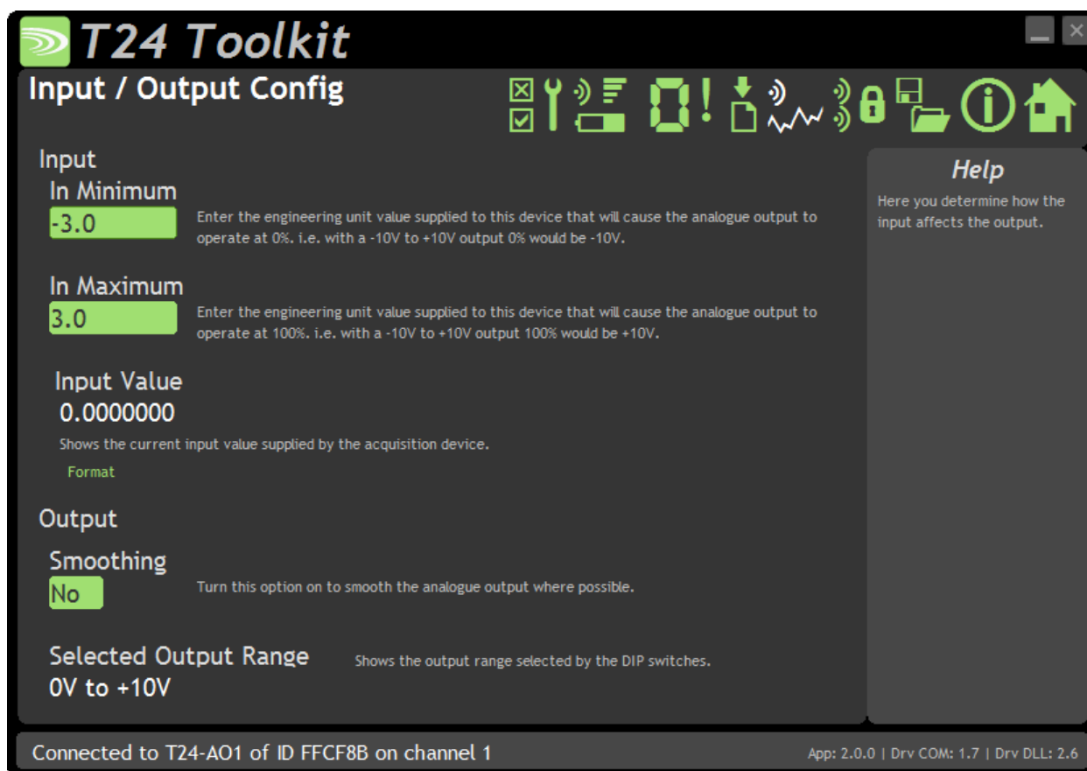 T24 Toolkit
Input / Output Config
Input
In Minimum
-3.0
Enter the engineering unit value supplied to this device that will cause the analogue output to
operate at 0%. i.e. with a -10V to +10V output 0% would be -10V.
In Maximum
3.0
Enter the engineering unit value supplied to this device that will cause the analogue output to
operate at 100%. i.e. with a -10V to +10V output 100% would be +10V.
Input Value
0.0000000
Shows the current input value supplied by the acquisition device.
Format
Output
Smoothing
No
Turn this option on to smooth the analogue output where possible.
Selected Output Range
Shows the output range selected by the DIP switches.
0V to +10V
Help
Here you determine how the
input affects the output.
Connected to T24-AO1 of ID FFCF8B on channel 1
App: 2.0.0 | Drv COM: 1.7 | Drv DLL: 2.6